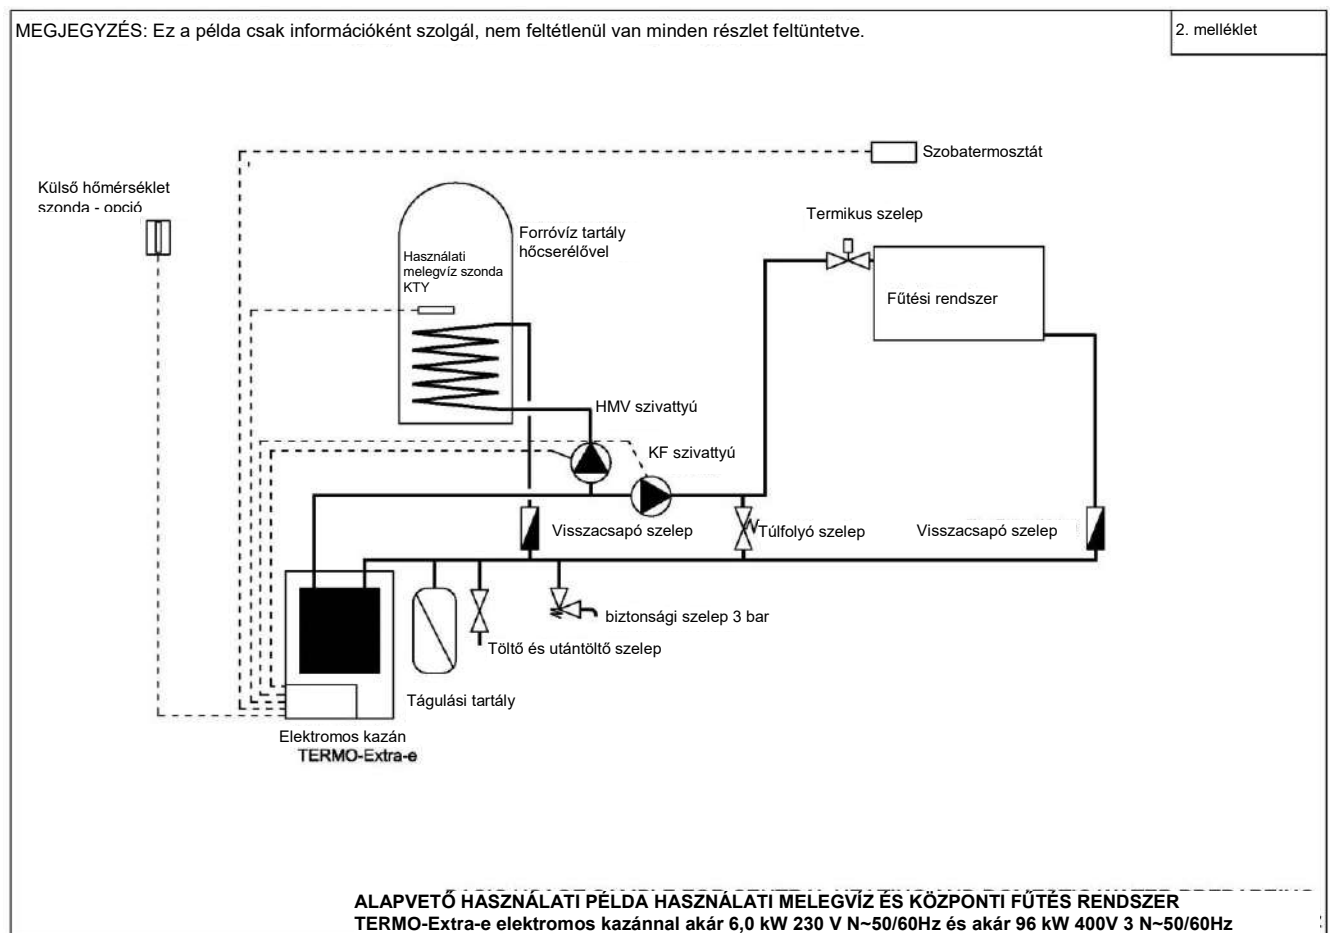 MEGJEGYZÉS: Ez a példa csak információként szolgál, nem feltétlenül van minden részlet feltüntetve.
2. melléklet
Szobatermosztát
Külső hőmérséklet
szonda - opció
Termikus szelep
Forróvíz tartály
hőcserélővel
Használati
melegvíz szonda
KTY
Fűtési rendszer
HMV szivattyú
KF szivattyú
Visszacsapó szelep
Túlfolyó szelep
Visszacsapó szelep
biztonsági szelep 3 bar
Töltő és utántöltő szelep
Tágulási tartály
Elektromos kazán
TERMO-Extra-e
ALAPVETŐ HASZNÁLATI PÉLDA HASZNÁLATI MELEGVÍZ ÉS KÖZPONTI FŰTÉS RENDSZER
TERMO-Extra-e elektromos kazánnal akár 6,0 kW 230 V N~50/60Hz és akár 96 kW 400V 3 N~50/60Hz